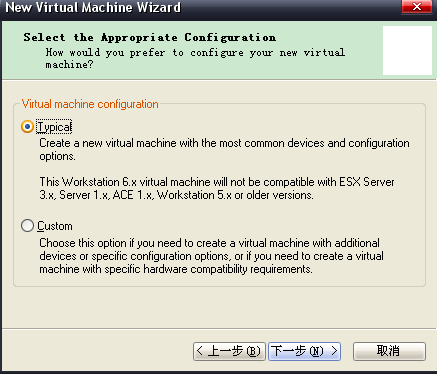 New Virtual Machine Wizard
Select the Appropriate Configuration
How would you prefer to configure your new virtual
machine?
Virtual machine configuration
Typical
Create a new virtual machine with the most common devices and configuration
options.
This Workstation 6.x virtual machine will not be compatible with ESX Server
3.x, Server 1.x, ACE 1.x, Workstation 5.x or older versions.
Custom
Choose this option if you need to create a virtual machine with additional
devices or specific configuration options, or if you need to create a virtual
machine with specific hardware compatibility requirements.
< 上一步(B) 下一步(N) > 取消